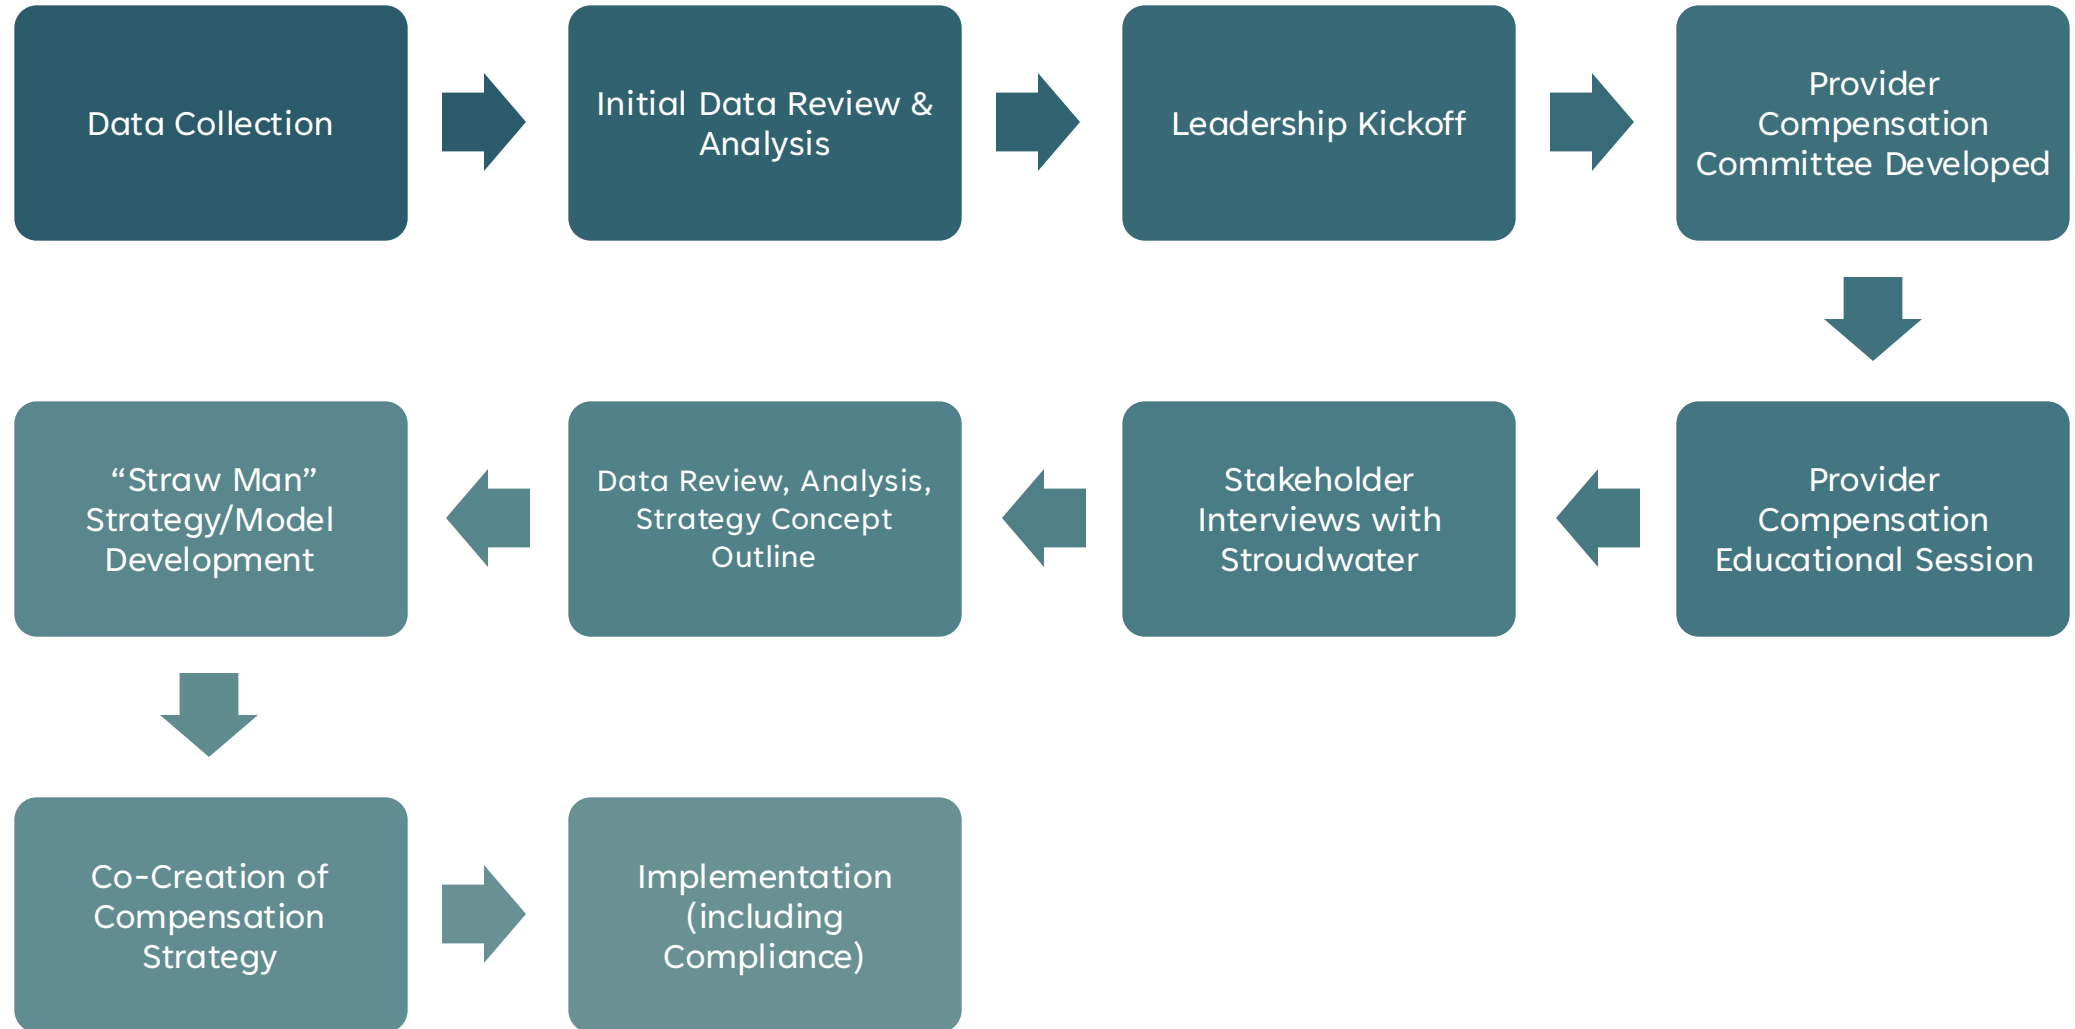 Data Collection
Initial Data Review &
Analysis
Leadership Kickoff
Provider
Compensation
Committee Developed
Provider
Compensation
Educational Session
Stakeholder
Interviews with
Stroudwater
Data Review, Analysis,
Strategy Concept
Outline
“Straw Man”
Strategy/Model
Development
Co-Creation of
Compensation
Strategy
Implementation
(including
Compliance)